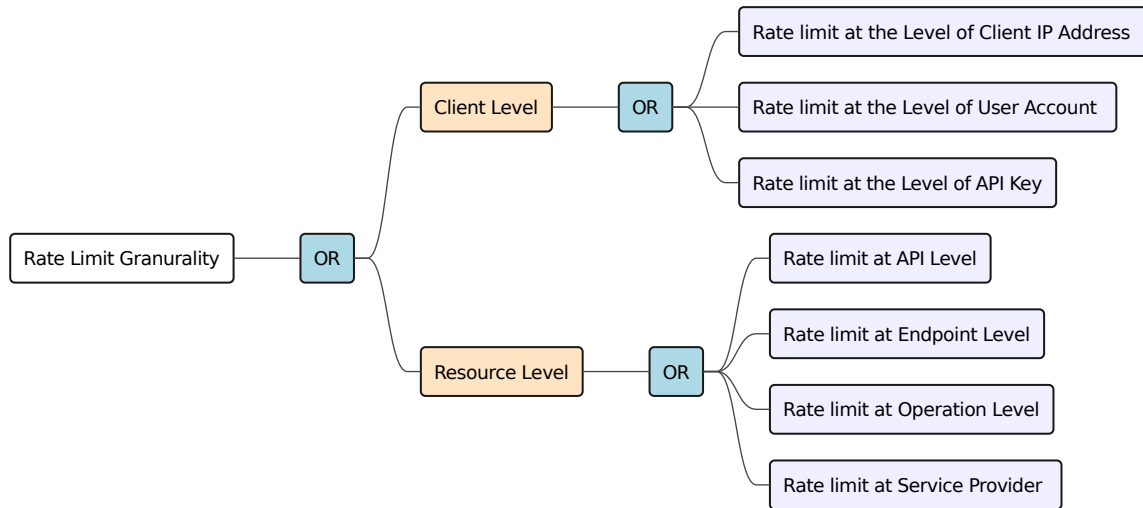 Rate Limit Granurality
OR
Client Level
OR
Rate limit at the Level of Client IP Address
Rate limit at the Level of User Account
Rate limit at the Level of API Key
Resource Level
OR
Rate limit at API Level
Rate limit at Endpoint Level
Rate limit at Operation Level
Rate limit at Service Provider